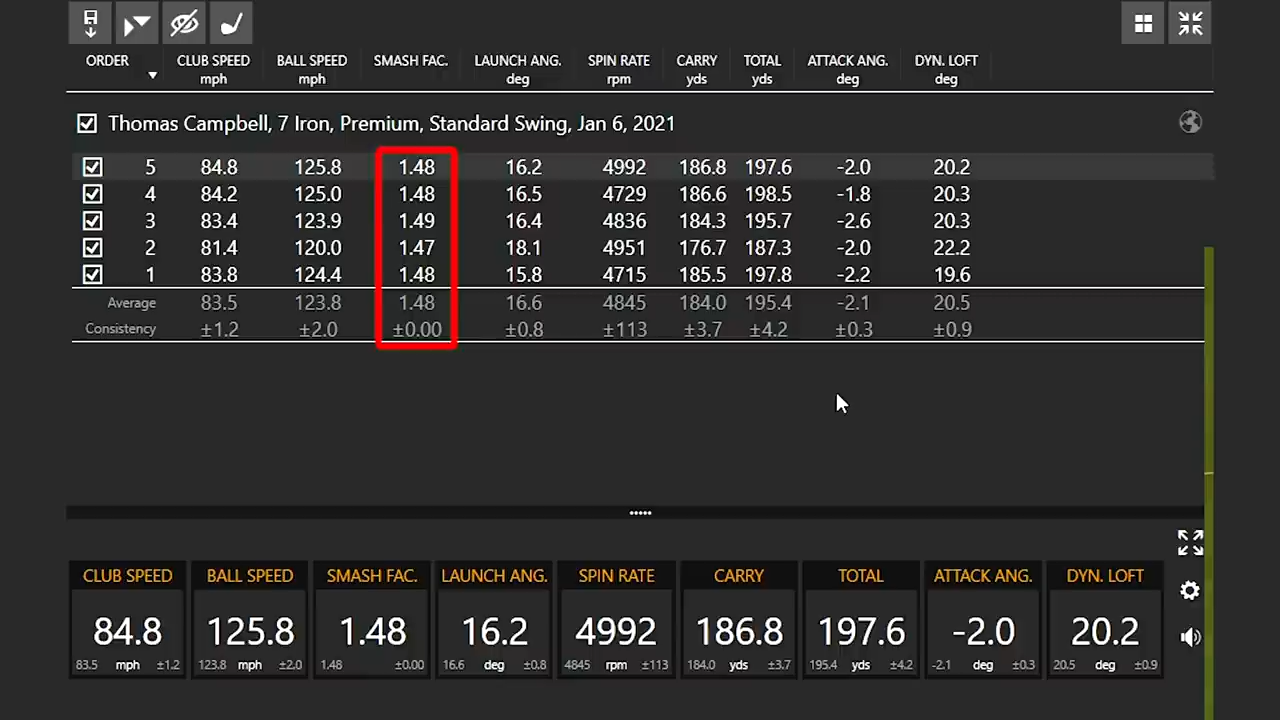 ORDER CLUB SPEED BALL SPEED SMASH FAC. LAUNCH ANG. SPIN RATE CARRY TOTAL ATTACK ANG. DYN. LOFT
mph mph deg rpm yds yds deg deg
Thomas Campbell, 7 Iron, Premium, Standard Swing, Jan 6, 2021
5 84.8 125.8 1.48 16.2 4992 186.8 197.6 -2.0 20.2
4 84.2 125.0 1.48 16.5 4729 186.6 198.5 -1.8 20.3
3 83.4 123.9 1.49 16.4 4836 184.3 195.7 -2.6 20.3
2 81.4 120.0 1.47 18.1 4951 176.7 187.3 -2.0 22.2
1 83.8 124.4 1.48 15.8 4715 185.5 197.8 -2.2 19.6
Average 83.5 123.8 1.48 16.6 4845 184.0 195.4 -2.1 20.5
Consistency ±1.2 ±2.0 ±0.00 ±0.8 ±113 ±3.7 ±4.2 ±0.3 ±0.9
CLUB SPEED BALL SPEED SMASH FAC. LAUNCH ANG. SPIN RATE CARRY TOTAL ATTACK ANG. DYN. LOFT
84.8 125.8 1.48 16.2 4992 186.8 197.6 -2.0 20.2
83.5 mph ±1.2 123.8 mph ±2.0 1.48 ±0.00 16.6 deg ±0.8 4845 rpm ±113 184.0 yds ±3.7 195.4 yds ±4.2 -2.1 deg ±0.3 20.5 deg ±0.9